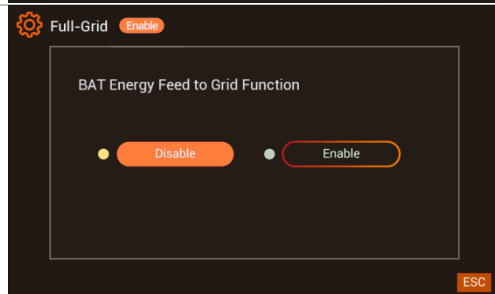 Full-Grid Enable
BAT Energy Feed to Grid Function
Disable Enable
ESC